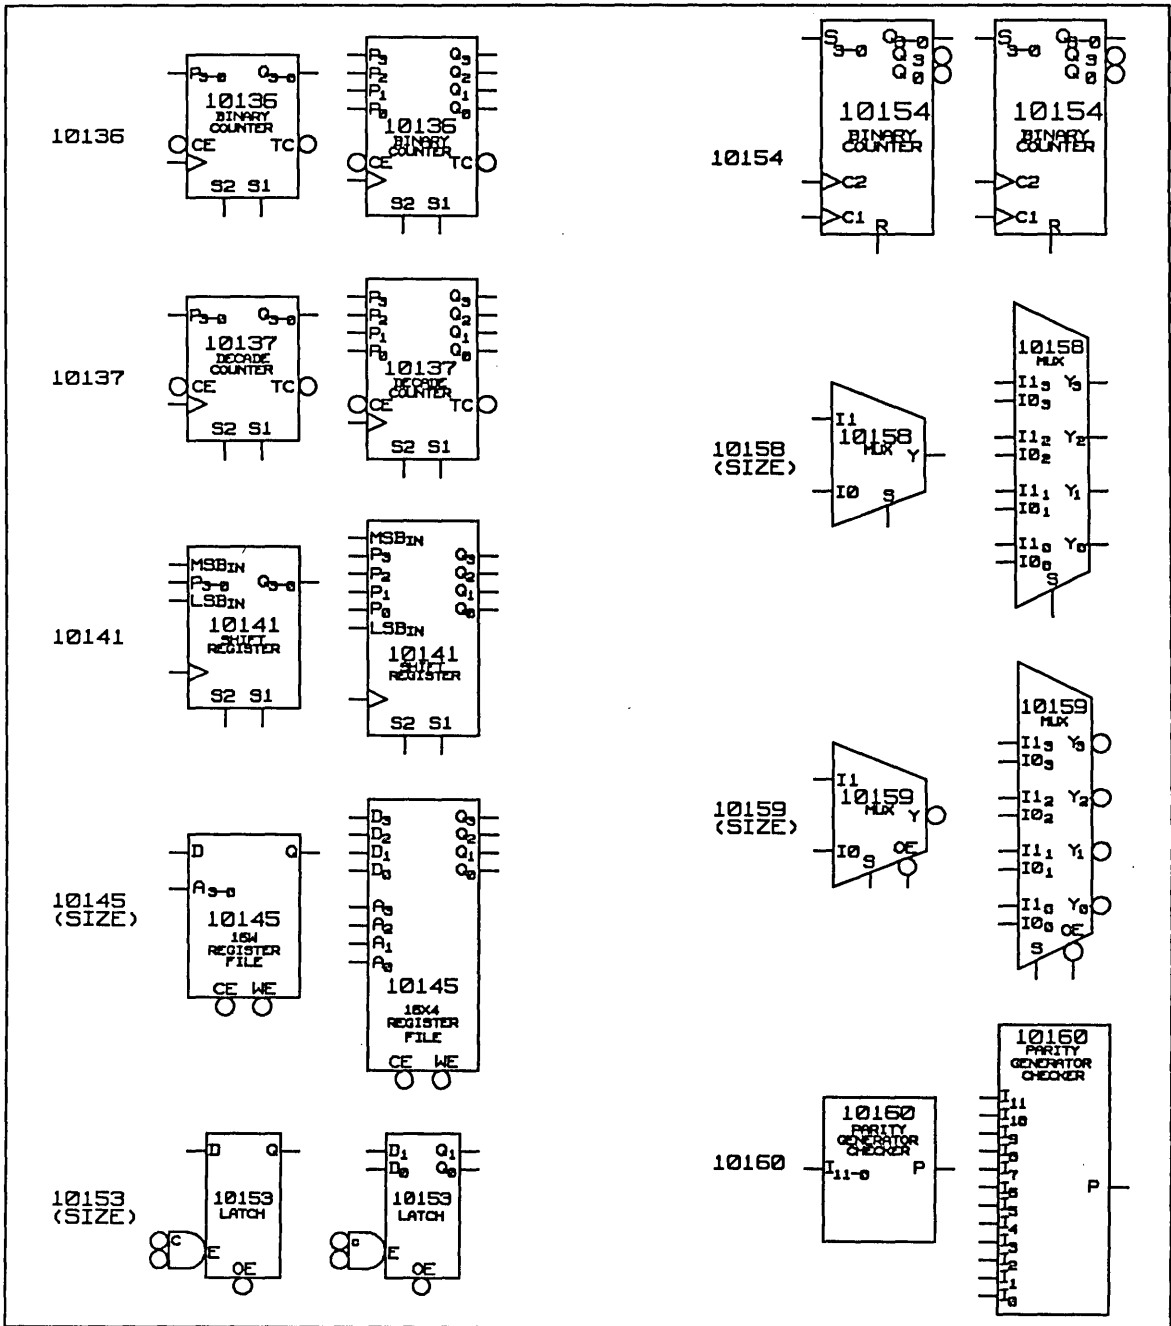 10136
P3-0 Q3-0
10136
BINARY
COUNTER
CE TC
S2 S1
P3 Q3
P2 Q2
P1 Q1
P0 Q0
10136
BINARY
COUNTER
CE TC
S2 S1
10137
P3-0 Q3-0
10137
DECADE
COUNTER
CE TC
S2 S1
P3 Q3
P2 Q2
P1 Q1
P0 Q0
10137
DECADE
COUNTER
CE TC
S2 S1
10141
MSBIN
P3-0 Q3-0
LSBIN
10141
SHIFT
REGISTER
S2 S1
MSBIN
P3 Q3
P2 Q2
P1 Q1
P0 Q0
LSBIN
10141
SHIFT
REGISTER
S2 S1
10145
(SIZE)
D Q
A3-0
10145
16W
REGISTER
FILE
CE WE
D3 Q3
D2 Q2
D1 Q1
D0 Q0
A3
A2
A1
A0
10145
16X4
REGISTER
FILE
CE WE
10153
(SIZE)
D Q
10153
LATCH
C
E
OE
D1 Q1
D0 Q0
10153
LATCH
E
OE
10154
S3-0 Q3-0
Q3
Q0
10154
BINARY
COUNTER
C2
C1
R
S3-0 Q3-0
Q3
Q0
10154
BINARY
COUNTER
C2
C1
R
10158
(SIZE)
I1
10158
MUX
Y
I0
S
10158
MUX
I13 Y3
I03
I12 Y2
I02
I11 Y1
I01
I10 Y0
I00
S
10159
(SIZE)
I1
10159
MUX
Y
I0
S
OE
10159
MUX
I13 Y3
I03
I12 Y2
I02
I11 Y1
I01
I10 Y0
I00
S
OE
10160
10160
PARITY
GENERATOR
CHECKER
I11-0 P
10160
PARITY
GENERATOR
CHECKER
I11
I10
I9
I8
I7
I6
I5
I4
I3
I2
I1
I0
P